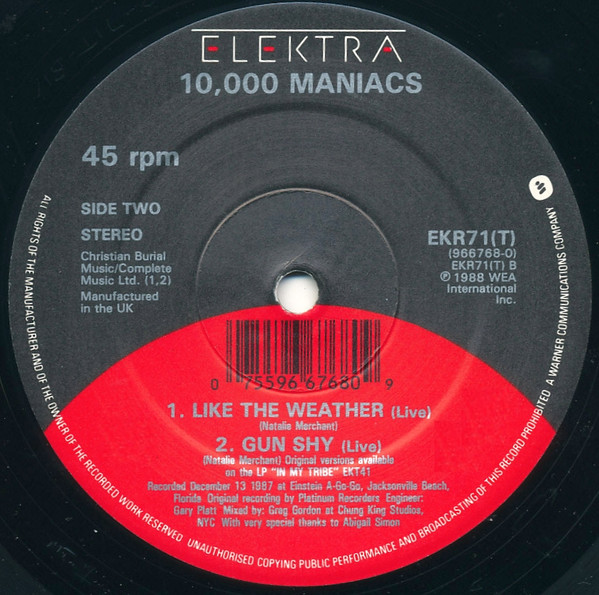 ELEKTRA
10,000 MANIACS
45 rpm
SIDE TWO
STEREO
Christian Burial
Music/Complete
Music Ltd. (1,2)
Manufactured
in the UK
EKR71(T)
(966768-0)
EKR71(T) B
℗ 1988 WEA
International
Inc.
0 75596 67680 9
1. LIKE THE WEATHER (Live)
(Natalie Merchant)
2. GUN SHY (Live)
(Natalie Merchant) Original versions available
on the LP "IN MY TRIBE" EKT41
Recorded December 13 1987 at Einstein A-Go-Go, Jacksonville Beach,
Florida Original recording by Platinum Recorders Engineer:
Gary Platt Mixed by: Greg Gordon at Chung King Studios,
NYC With very special thanks to Abigail Simon
ALL RIGHTS OF THE MANUFACTURER AND OF THE OWNER OF THE RECORDED WORK RESERVED UNAUTHORISED COPYING PUBLIC PERFORMANCE AND BROADCASTING OF THIS RECORD PROHIBITED A WARNER COMMUNICATIONS COMPANY